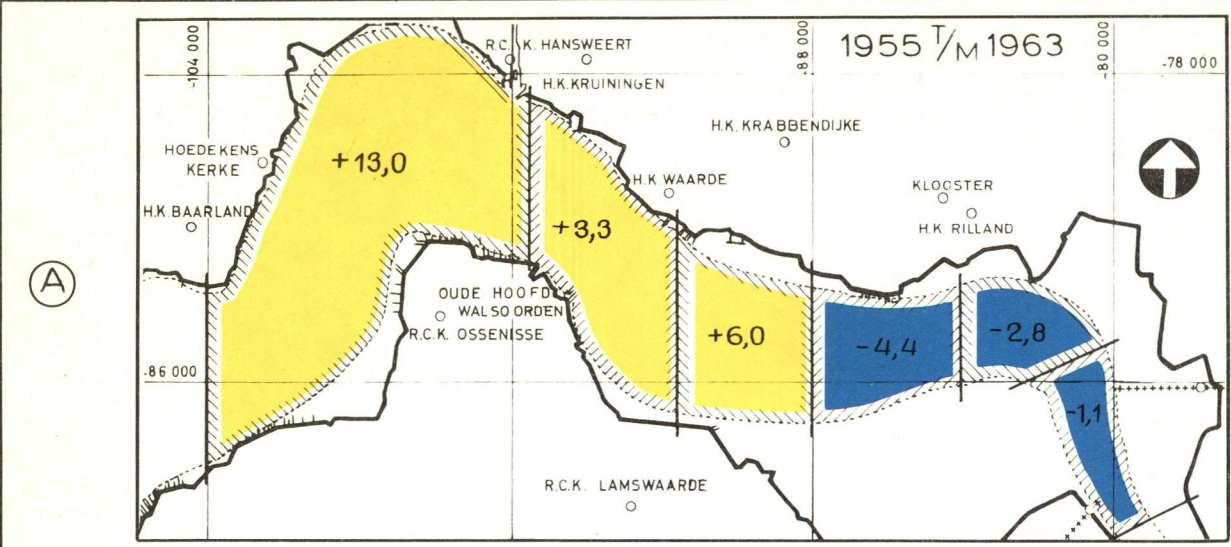 1955 T/M 1963
-104 000
-88 000
-80 000
-78 000
R.C.K. HANSWEERT
H.K. KRUININGEN
H.K. KRABBENDIJKE
HOEDEKENS
KERKE
+13,0
H.K WAARDE
KLOOSTER
H.K. BAARLAND
+3,3
H.K. RILLAND
A
OUDE HOOFD
WALSOORDEN
R.C.K. OSSENISSE
+6,0
-4,4
-2,8
-86 000
-1,1
R.C.K. LAMSWAARDE